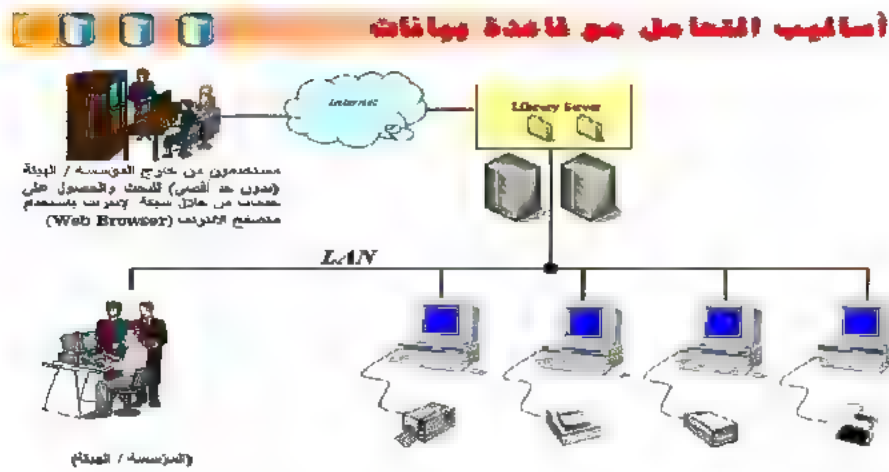 أساليب التعامل مع قاعدة بيانات
Internet
Library Server
مستخدمون من خارج المؤسسة / الهيئة
(بدون حد أقصى) للبحث والحصول على
خدمات من خلال شبكة الإنترنت باستخدام
متصفح الانترنت (Web Browser)
LAN
(المؤسسة / الهيئة)